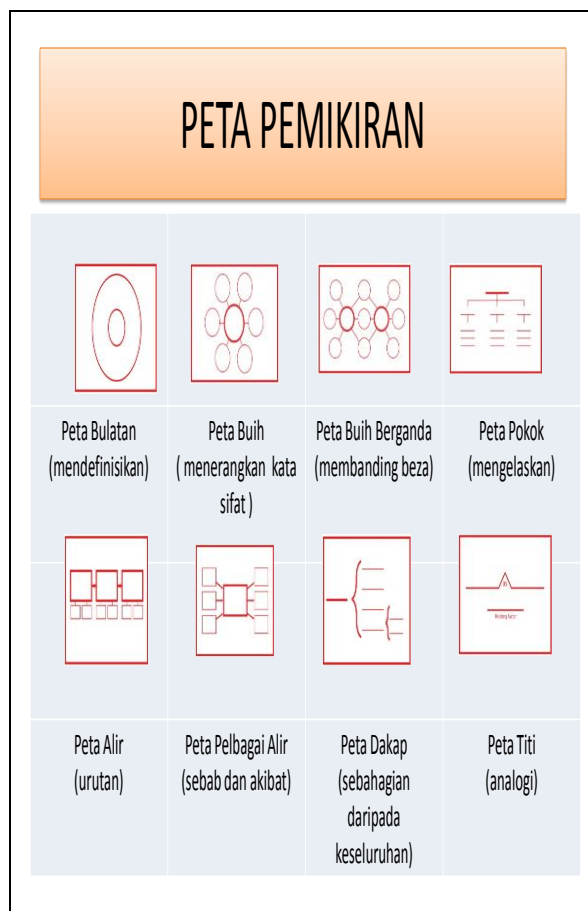 PETA PEMIKIRAN
Peta Bulatan
(mendefinisikan)
Peta Buih
( menerangkan kata
sifat )
Peta Buih Berganda
(membanding beza)
Peta Pokok
(mengelaskan)
Peta Alir
(urutan)
Peta Pelbagai Alir
(sebab dan akibat)
Peta Dakap
(sebahagian
daripada
keseluruhan)
Peta Titi
(analogi)